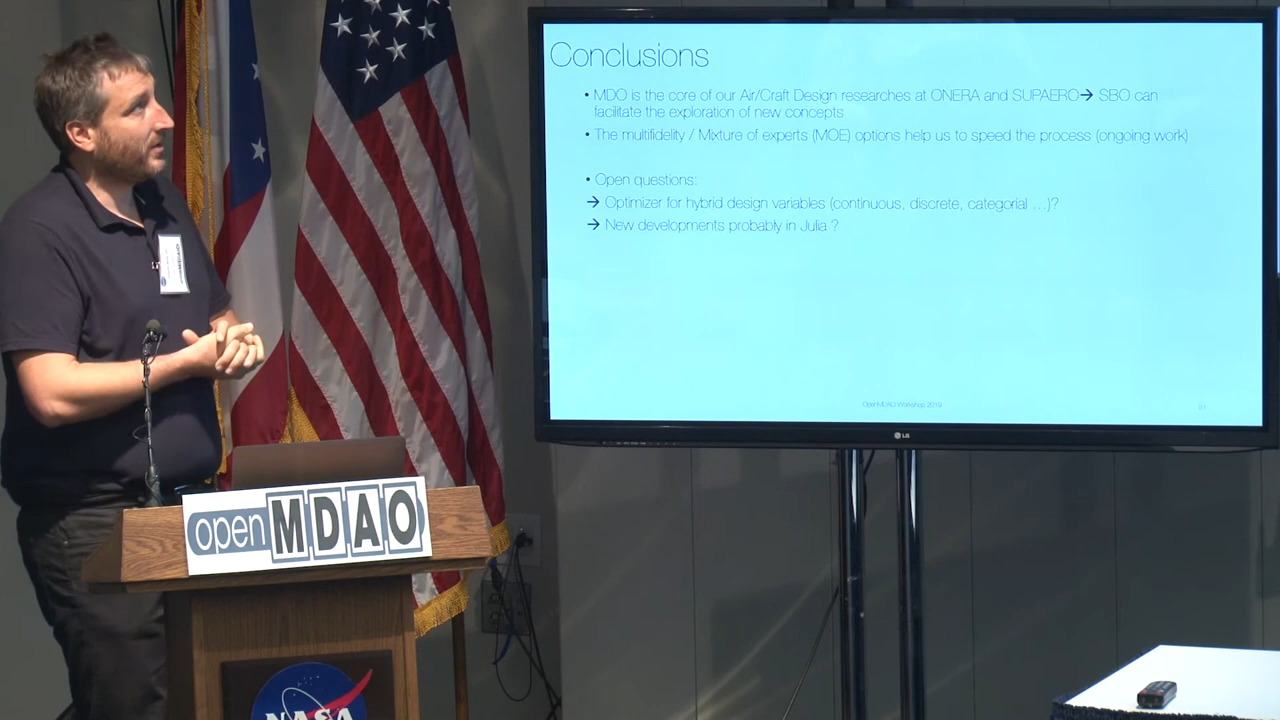 Conclusions
• MDO is the core of our Air/Craft Design researches at ONERA and SUPAERO→ SBO can
facilitate the exploration of new concepts
• The multifidelity / Mixture of experts (MOE) options help us to speed the process (ongoing work)
• Open questions:
→ Optimizer for hybrid design variables (continuous, discrete, categorial …)?
→ New developments probably in Julia ?
OpenMDAO Workshop 2019
LG
openMDAO
NASA